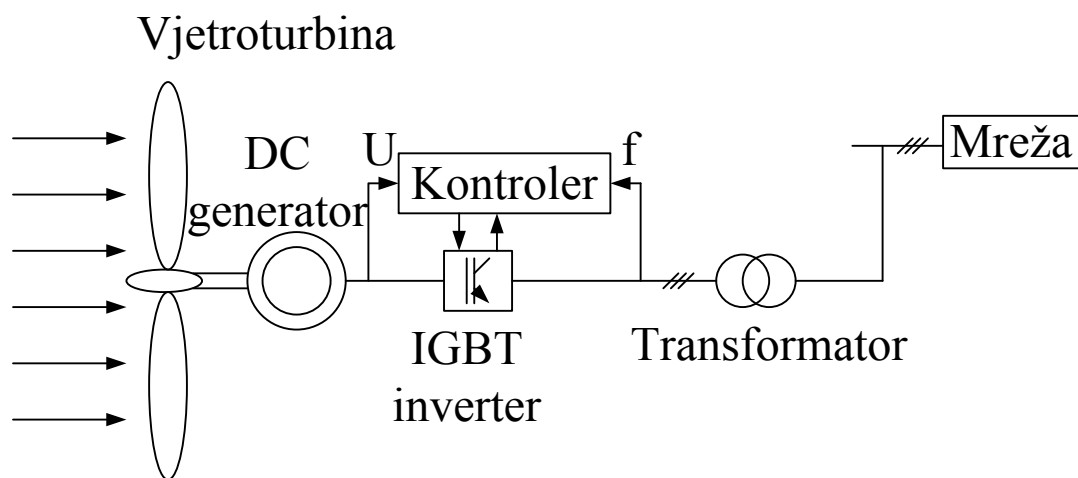 Vjetroturbina
DC
generator
U
Kontroler
f
Mreža
IGBT
inverter
Transformator